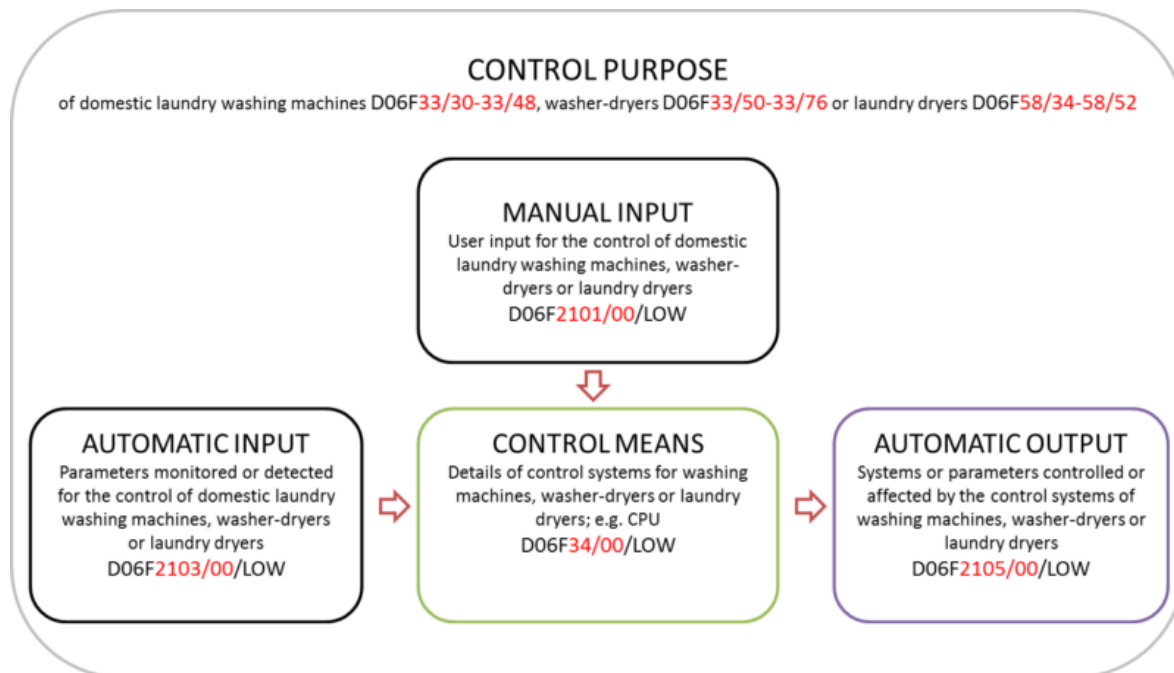 CONTROL PURPOSE
of domestic laundry washing machines D06F33/30-33/48, washer-dryers D06F33/50-33/76 or laundry dryers D06F58/34-58/52
MANUAL INPUT
User input for the control of domestic
laundry washing machines, washer-
dryers or laundry dryers
D06F2101/00/LOW
AUTOMATIC INPUT
Parameters monitored or detected
for the control of domestic laundry
washing machines, washer-dryers
or laundry dryers
D06F2103/00/LOW
CONTROL MEANS
Details of control systems for washing
machines, washer-dryers or laundry
dryers; e.g. CPU
D06F34/00/LOW
AUTOMATIC OUTPUT
Systems or parameters controlled or
affected by the control systems of
washing machines, washer-dryers or
laundry dryers
D06F2105/00/LOW